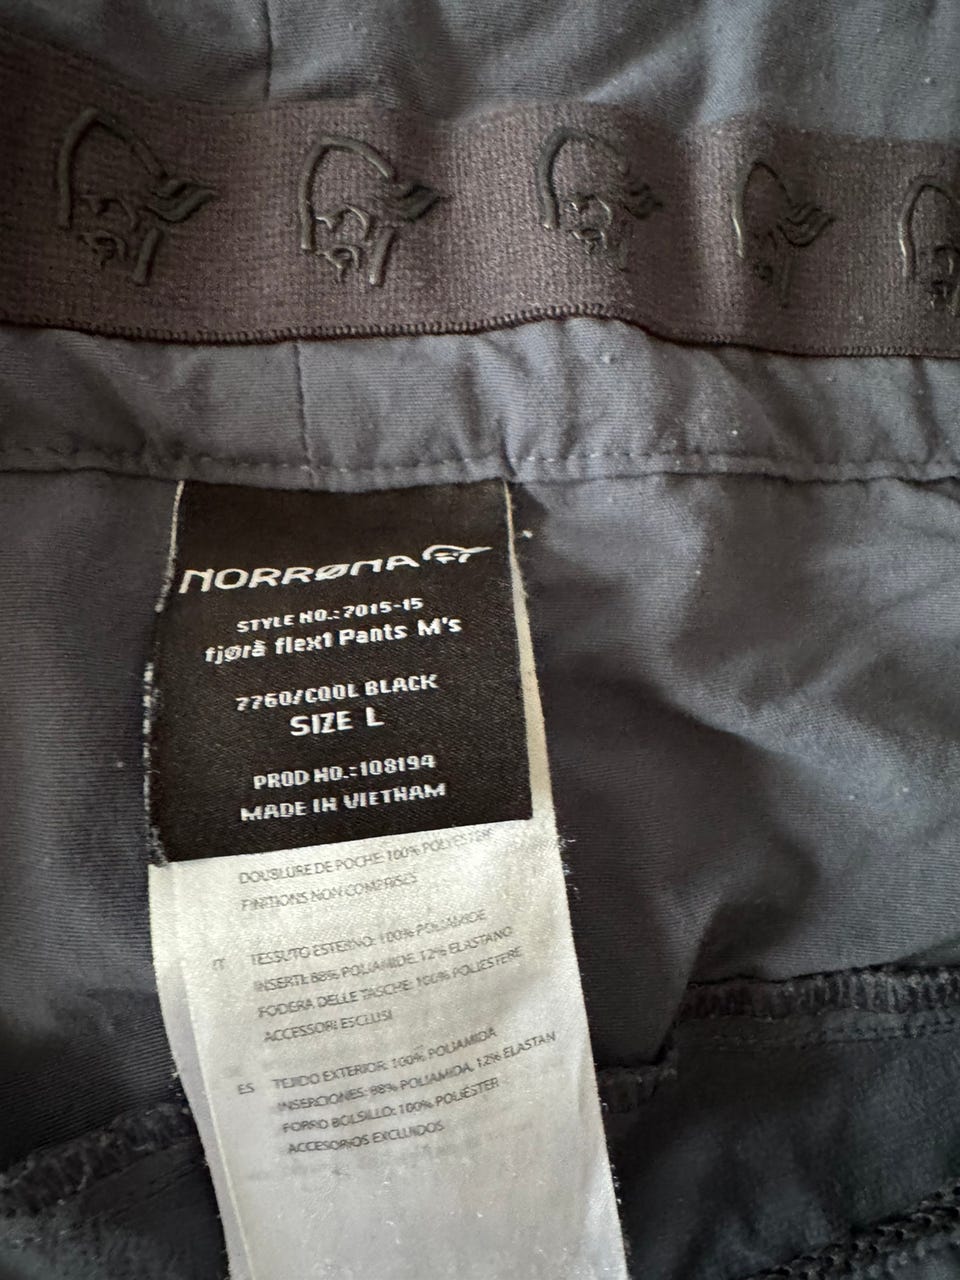 NORRØNA
STYLE NO.: 2015-15
fjørå flex1 Pants M's
7760/COOL BLACK
SIZE L
PROD NO.:108194
MADE IN VIETNAM
DOUBLURE DE POCHE: 100% POLYESTER
FINITIONS NON COMPRISES
IT TESSUTO ESTERNO: 100% POLIAMIDE
INSERTI: 88% POLIAMIDE, 12% ELASTANO
FODERA DELLE TASCHE: 100% POLIESTERE
ACCESSORI ESCLUSI
ES TEJIDO EXTERIOR: 100% POLIAMIDA
INSERCIONES: 88% POLIAMIDA, 12% ELASTAN
FORRO BOLSILLO: 100% POLIÉSTER
ACCESORIOS EXCLUIDOS